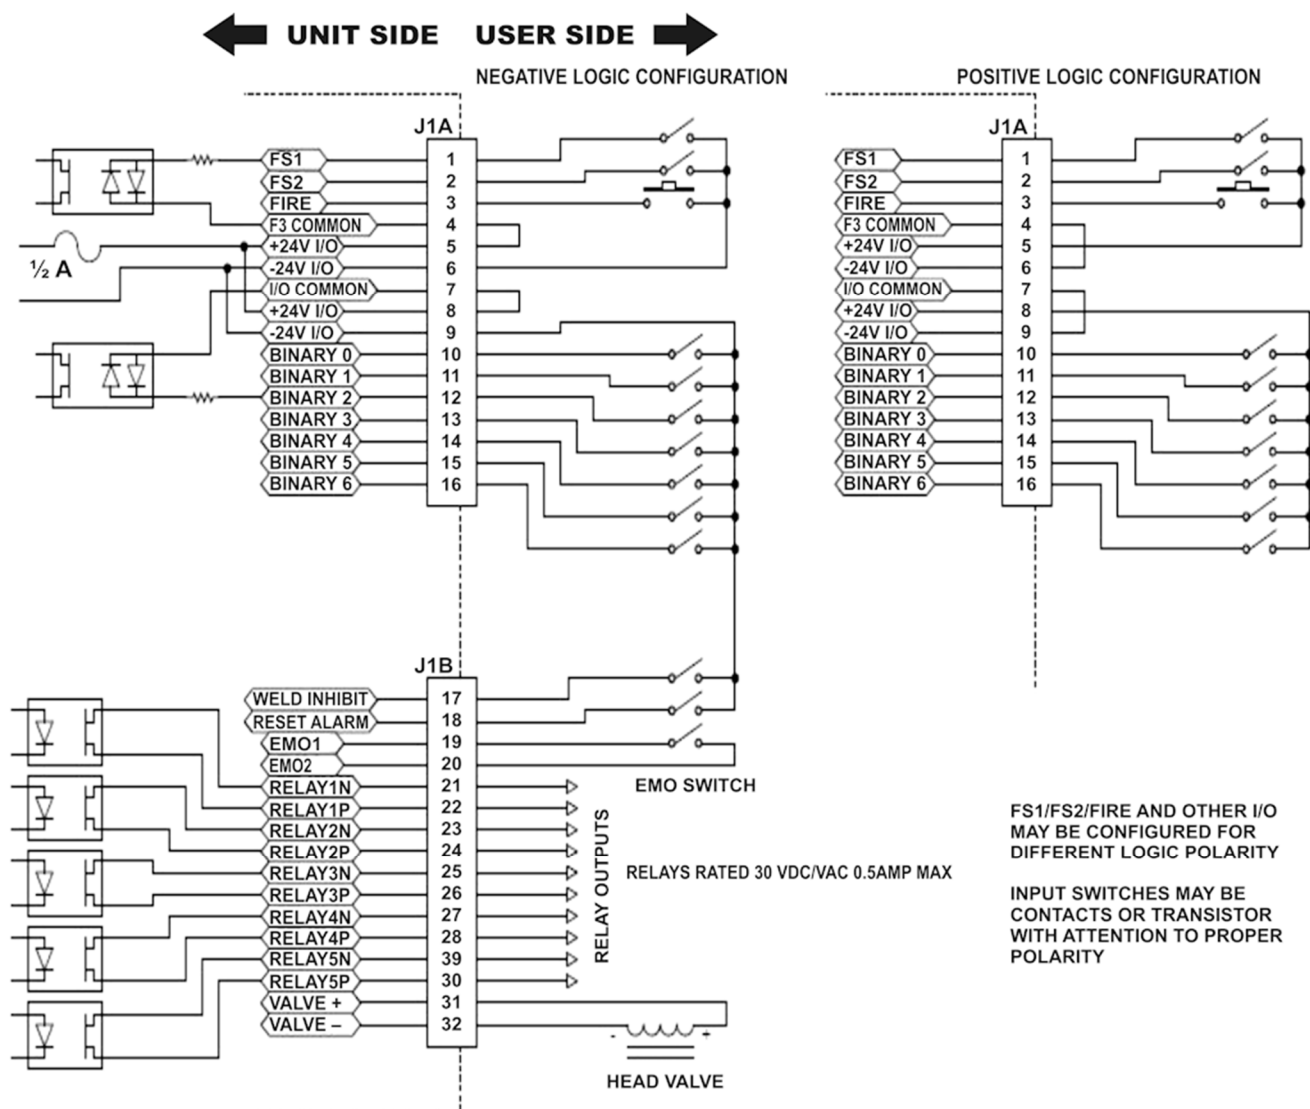 UNIT SIDE USER SIDE
NEGATIVE LOGIC CONFIGURATION
POSITIVE LOGIC CONFIGURATION
J1A
FS1 1
FS2 2
FIRE 3
F3 COMMON 4
+24V I/O 5
-24V I/O 6
I/O COMMON 7
+24V I/O 8
-24V I/O 9
BINARY 0 10
BINARY 1 11
BINARY 2 12
BINARY 3 13
BINARY 4 14
BINARY 5 15
BINARY 6 16
½ A
J1A
FS1 1
FS2 2
FIRE 3
F3 COMMON 4
+24V I/O 5
-24V I/O 6
I/O COMMON 7
+24V I/O 8
-24V I/O 9
BINARY 0 10
BINARY 1 11
BINARY 2 12
BINARY 3 13
BINARY 4 14
BINARY 5 15
BINARY 6 16
J1B
WELD INHIBIT 17
RESET ALARM 18
EMO1 19
EMO2 20
RELAY1N 21
RELAY1P 22
RELAY2N 23
RELAY2P 24
RELAY3N 25
RELAY3P 26
RELAY4N 27
RELAY4P 28
RELAY5N 39
RELAY5P 30
VALVE + 31
VALVE – 32
EMO SWITCH
RELAY OUTPUTS
RELAYS RATED 30 VDC/VAC 0.5AMP MAX
- +
HEAD VALVE
FS1/FS2/FIRE AND OTHER I/O
MAY BE CONFIGURED FOR
DIFFERENT LOGIC POLARITY
INPUT SWITCHES MAY BE
CONTACTS OR TRANSISTOR
WITH ATTENTION TO PROPER
POLARITY